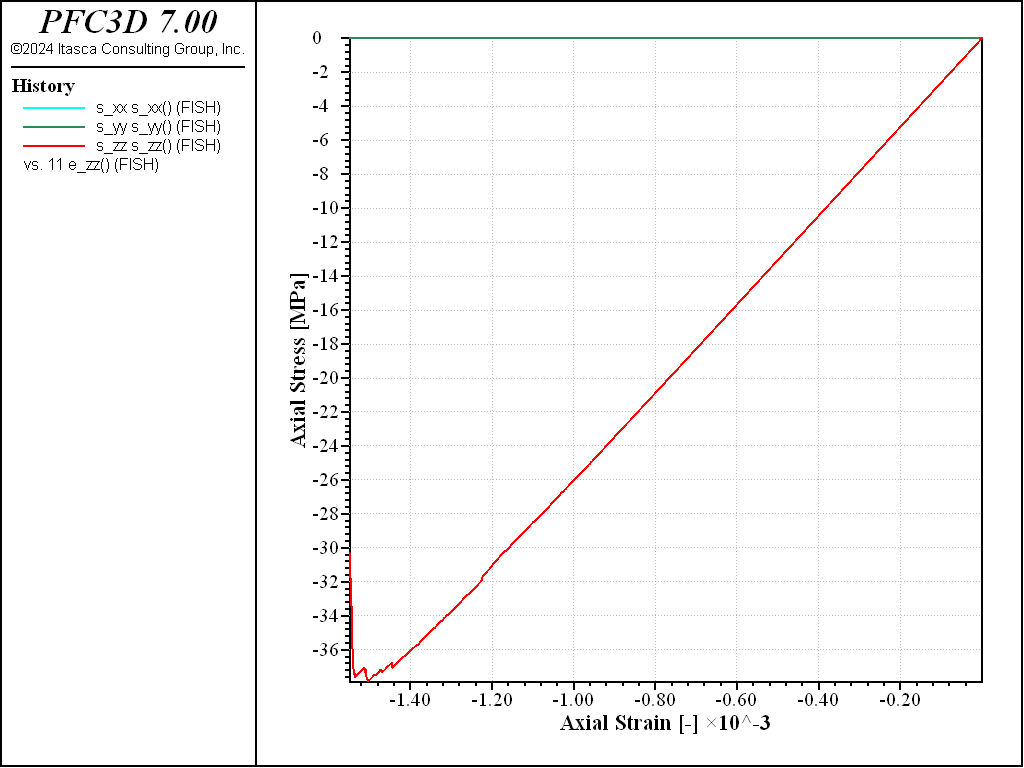 PFC3D 7.00
©2024 Itasca Consulting Group, Inc.
History
s_xx s_xx() (FISH)
s_yy s_yy() (FISH)
s_zz s_zz() (FISH)
vs. 11 e_zz() (FISH)
Axial Stress [MPa]
0
-2
-4
-6
-8
-10
-12
-14
-16
-18
-20
-22
-24
-26
-28
-30
-32
-34
-36
-1.40 -1.20 -1.00 -0.80 -0.60 -0.40 -0.20
Axial Strain [-] ×10^-3